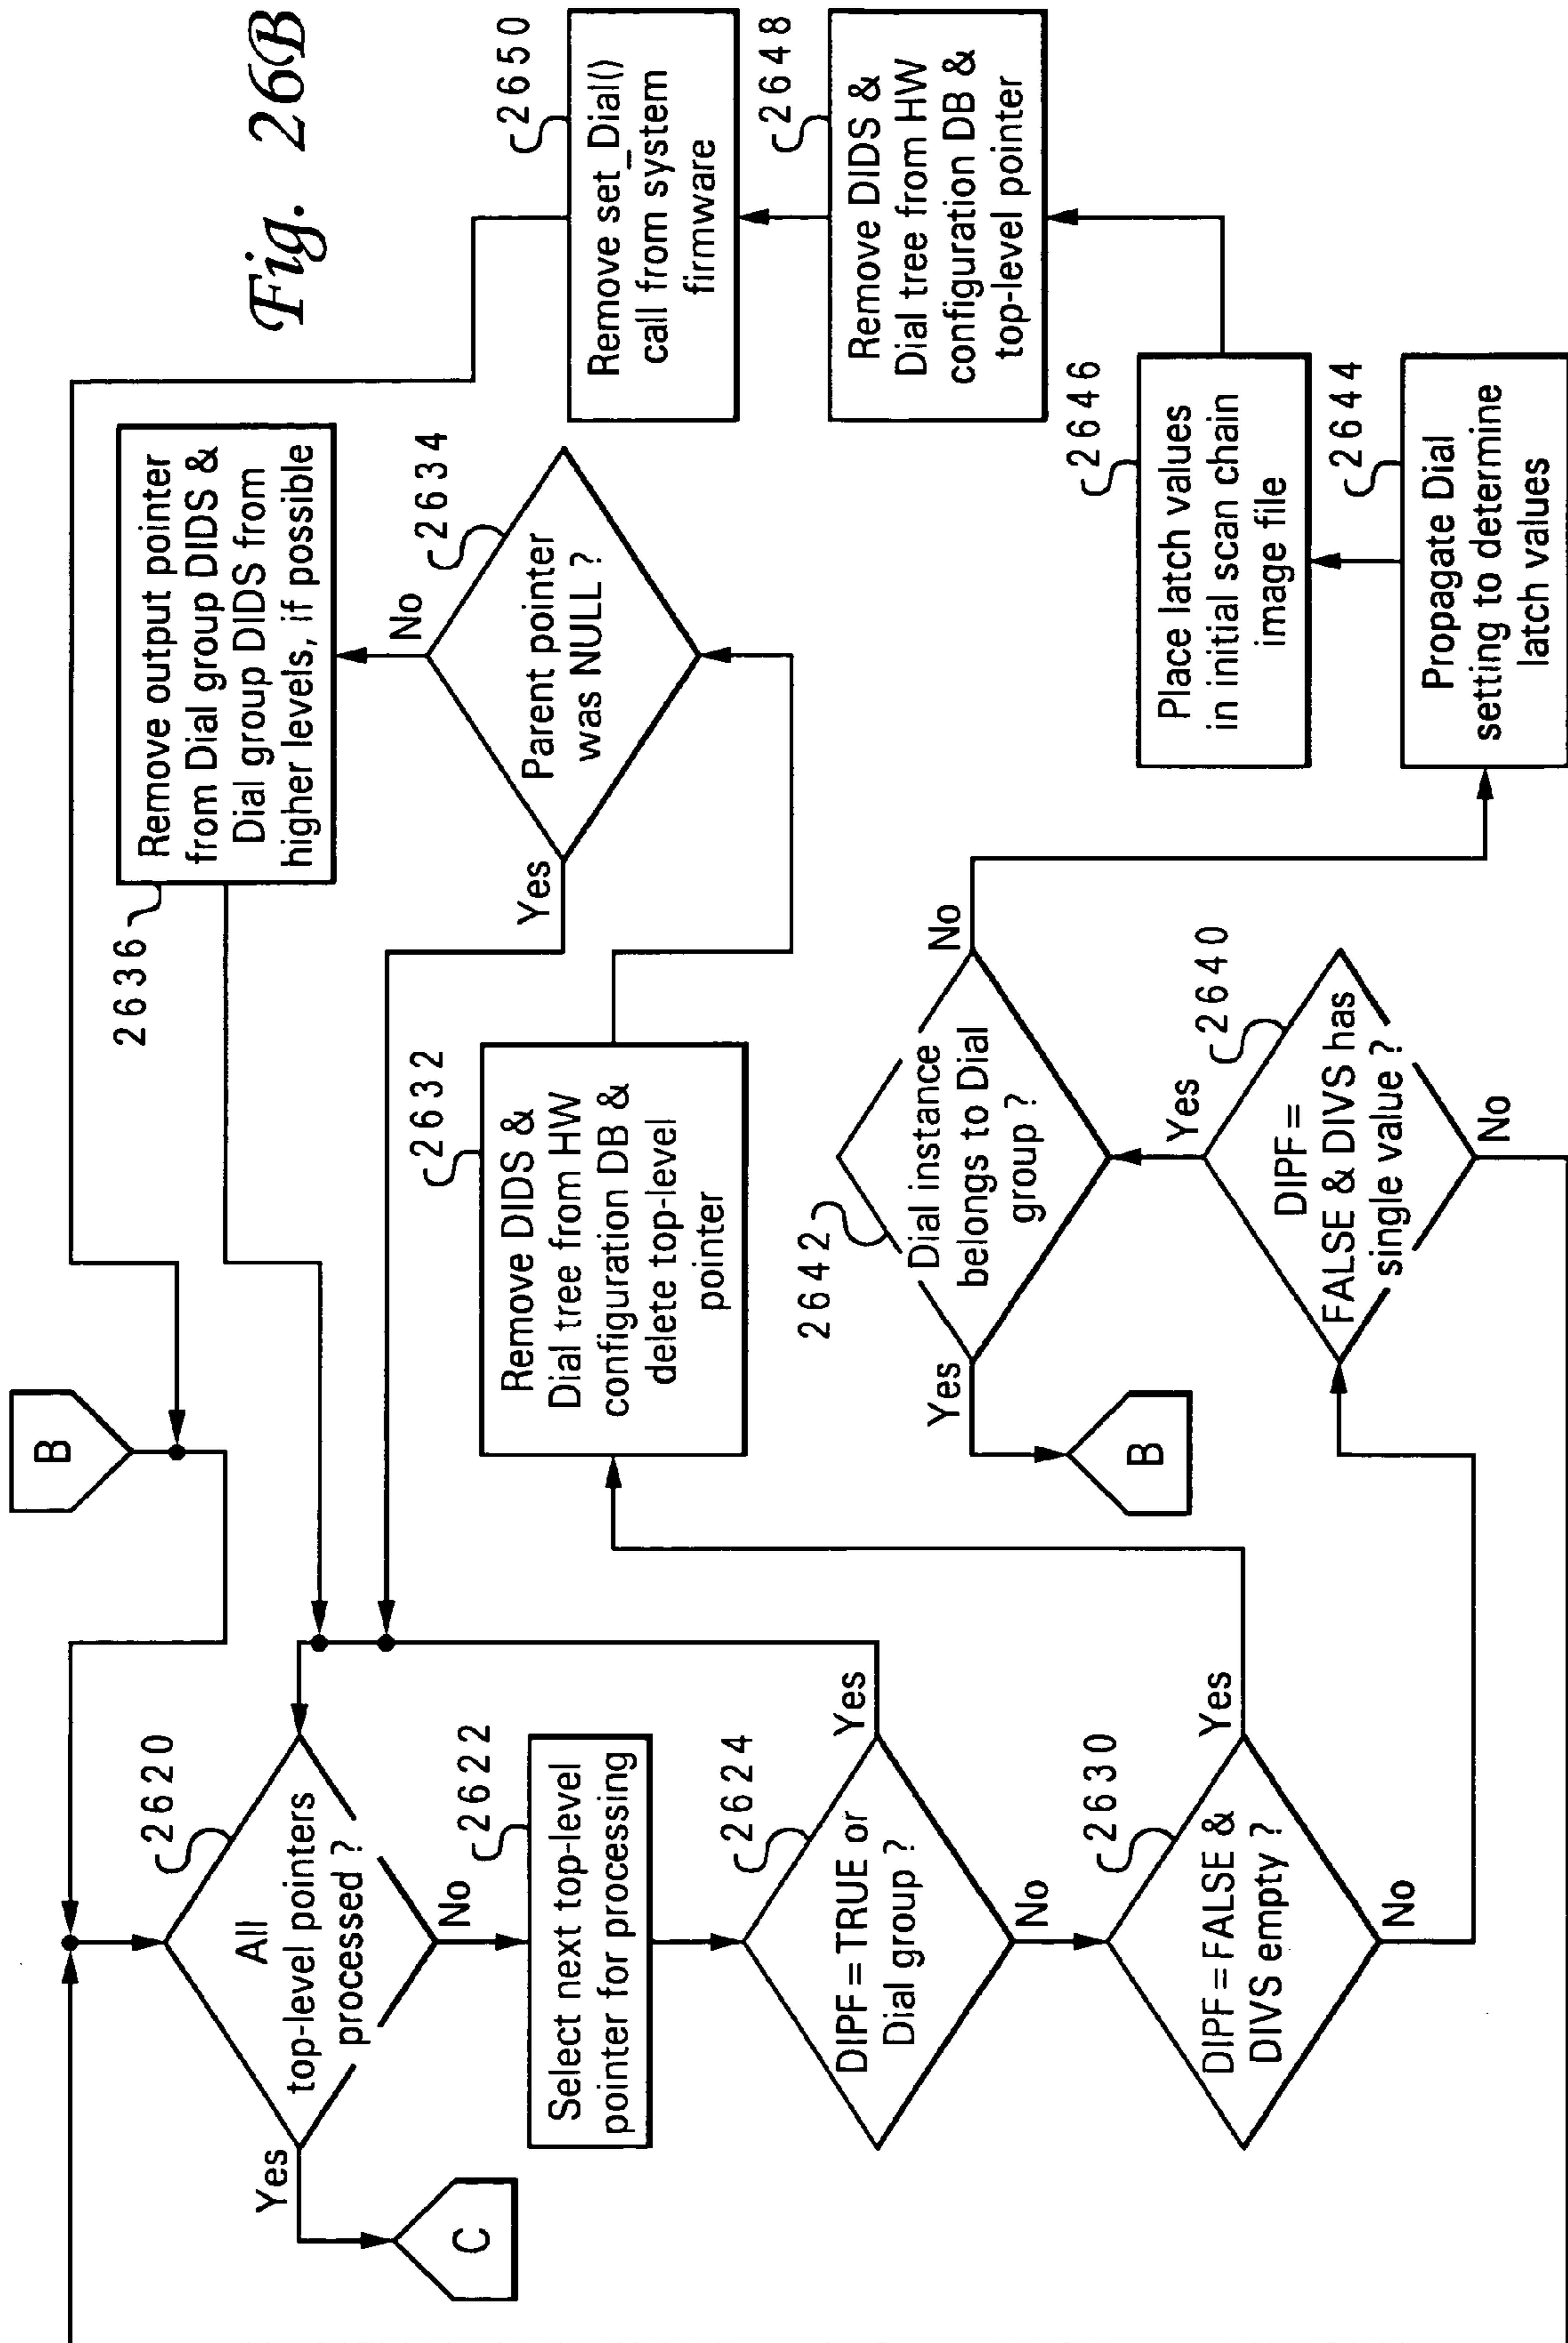 Fig. 26B
B
2620
All
top-level pointers
processed ?
Yes
C
No
2622
Select next top-level
pointer for processing
2624
DIPF = TRUE or
Dial group ?
Yes
No
2630
DIPF = FALSE &
DIVS empty ?
Yes
No
2632
Remove DIDS &
Dial tree from HW
configuration DB &
delete top-level
pointer
2634
Parent pointer
was NULL ?
Yes
No
2636
Remove output pointer
from Dial group DIDS &
Dial group DIDS from
higher levels, if possible
2640
DIPF =
FALSE & DIVS has
single value ?
Yes
No
2642
Dial instance
belongs to Dial
group ?
Yes
B
No
2644
Propagate Dial
setting to determine
latch values
2646
Place latch values
in initial scan chain
image file
2648
Remove DIDS &
Dial tree from HW
configuration DB &
top-level pointer
2650
Remove set_Dial()
call from system
firmware